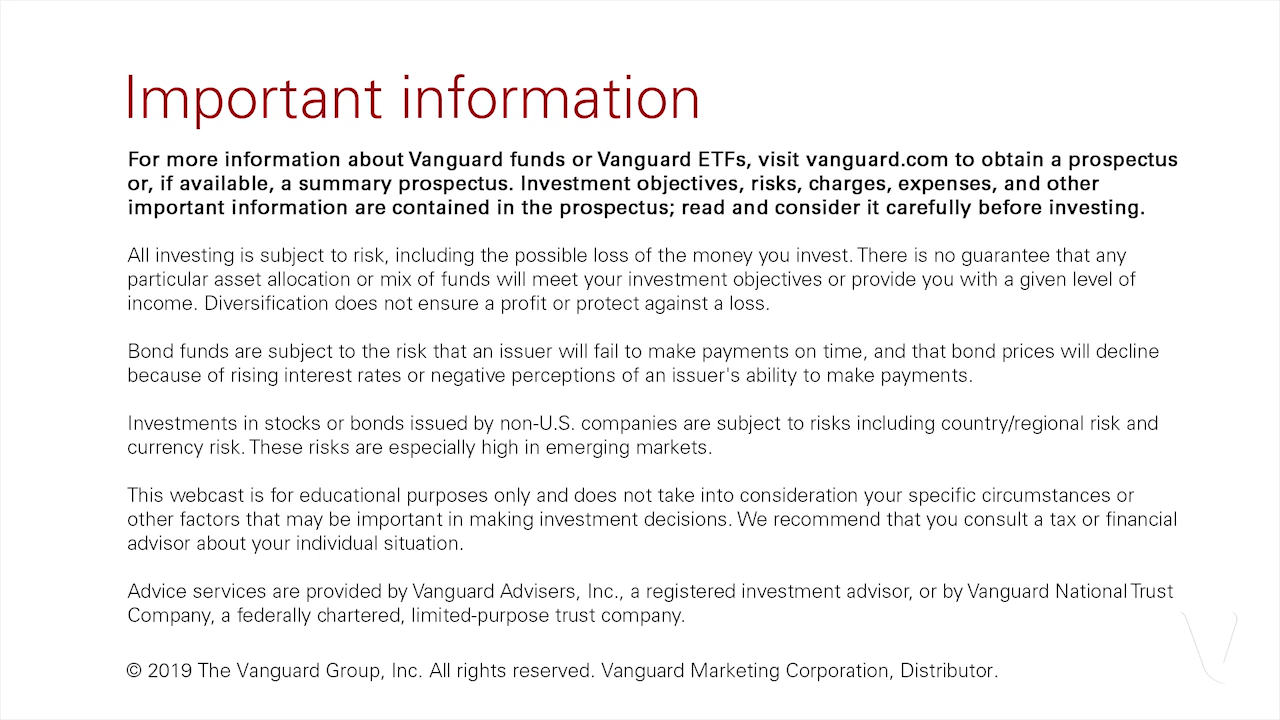 Important information
For more information about Vanguard funds or Vanguard ETFs, visit vanguard.com to obtain a prospectus
or, if available, a summary prospectus. Investment objectives, risks, charges, expenses, and other
important information are contained in the prospectus; read and consider it carefully before investing.
All investing is subject to risk, including the possible loss of the money you invest. There is no guarantee that any
particular asset allocation or mix of funds will meet your investment objectives or provide you with a given level of
income. Diversification does not ensure a profit or protect against a loss.
Bond funds are subject to the risk that an issuer will fail to make payments on time, and that bond prices will decline
because of rising interest rates or negative perceptions of an issuer's ability to make payments.
Investments in stocks or bonds issued by non-U.S. companies are subject to risks including country/regional risk and
currency risk. These risks are especially high in emerging markets.
This webcast is for educational purposes only and does not take into consideration your specific circumstances or
other factors that may be important in making investment decisions. We recommend that you consult a tax or financial
advisor about your individual situation.
Advice services are provided by Vanguard Advisers, Inc., a registered investment advisor, or by Vanguard National Trust
Company, a federally chartered, limited-purpose trust company.
© 2019 The Vanguard Group, Inc. All rights reserved. Vanguard Marketing Corporation, Distributor.